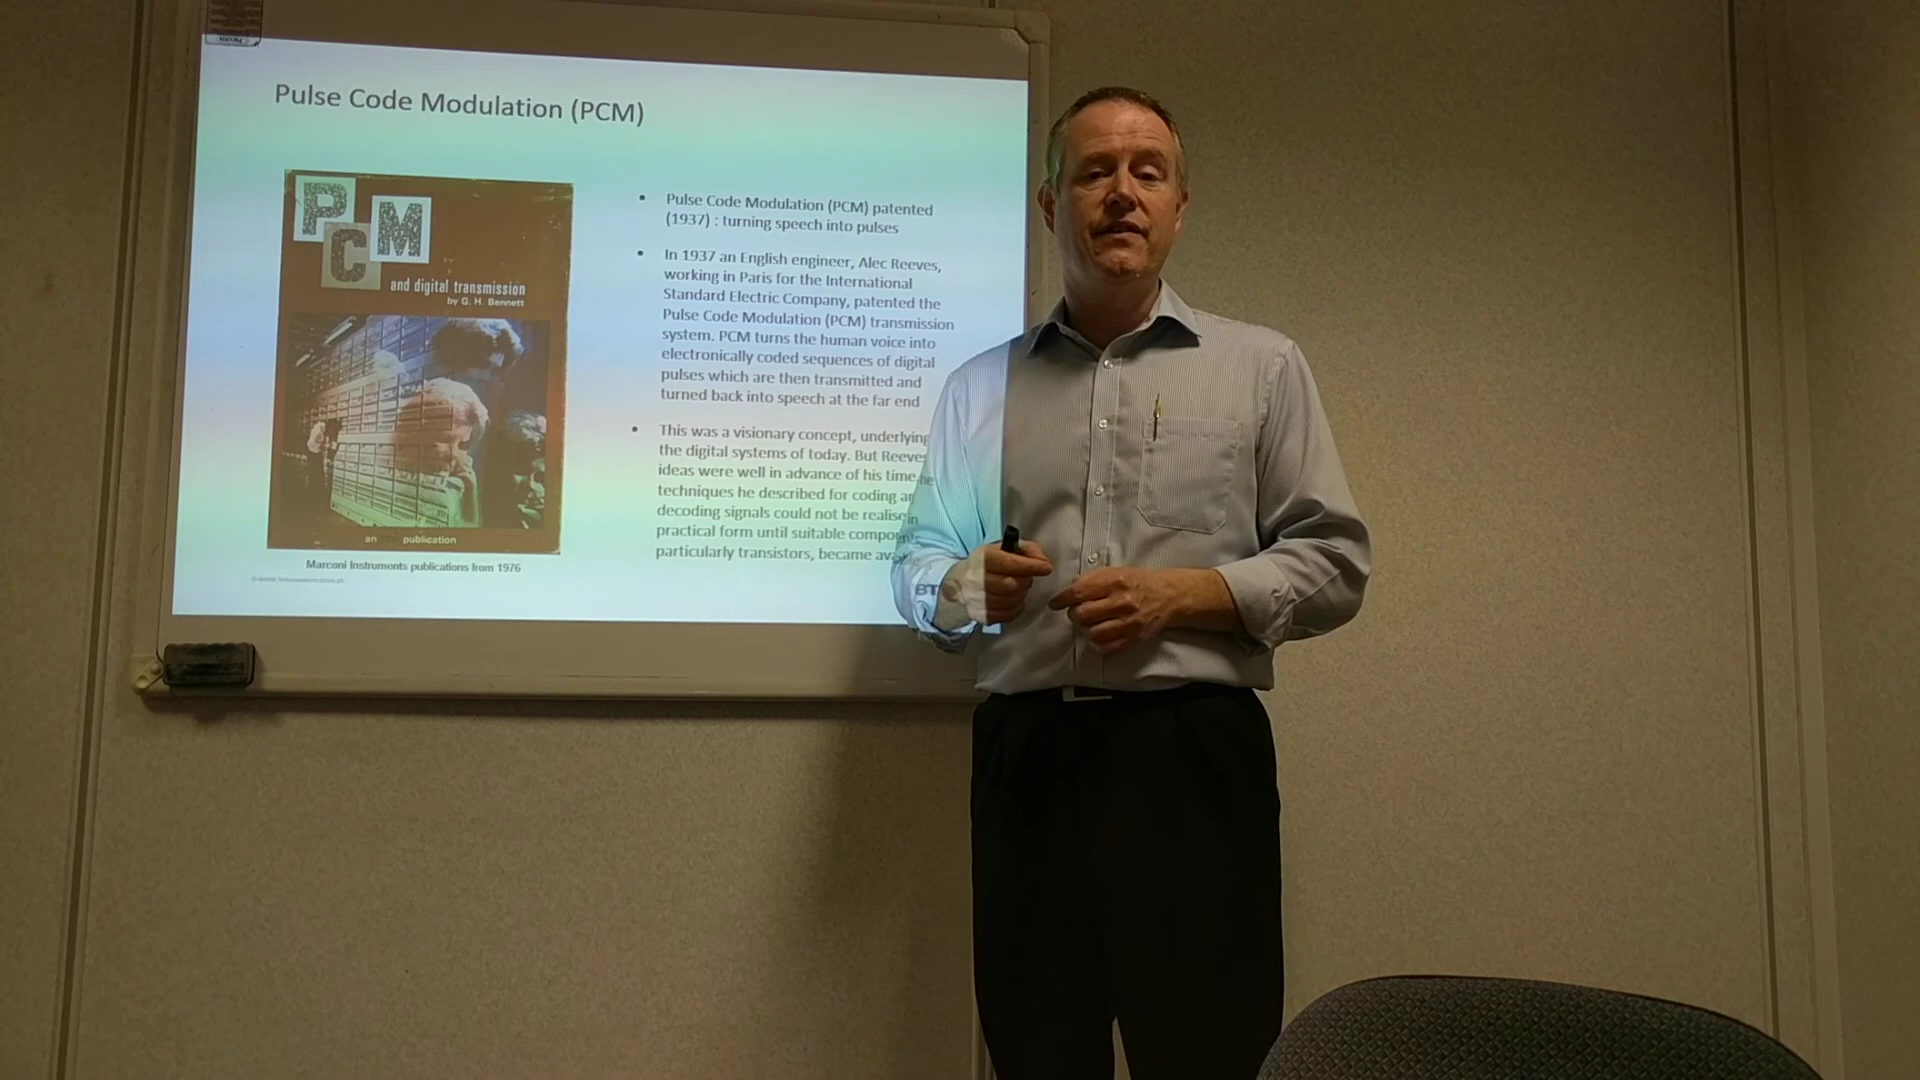 Pulse Code Modulation (PCM)
P
C
M
and digital transmission
by G. H. Bennett
an
publication
Marconi Instruments publications from 1976
• Pulse Code Modulation (PCM) patented
(1937) : turning speech into pulses
• In 1937 an English engineer, Alec Reeves,
working in Paris for the International
Standard Electric Company, patented the
Pulse Code Modulation (PCM) transmission
system. PCM turns the human voice into
electronically coded sequences of digital
pulses which are then transmitted and
turned back into speech at the far end
• This was a visionary concept, underlying
the digital systems of today. But Reeves
ideas were well in advance of his time he
techniques he described for coding an
decoding signals could not be realise in
practical form until suitable compo
particularly transistors, became
BT